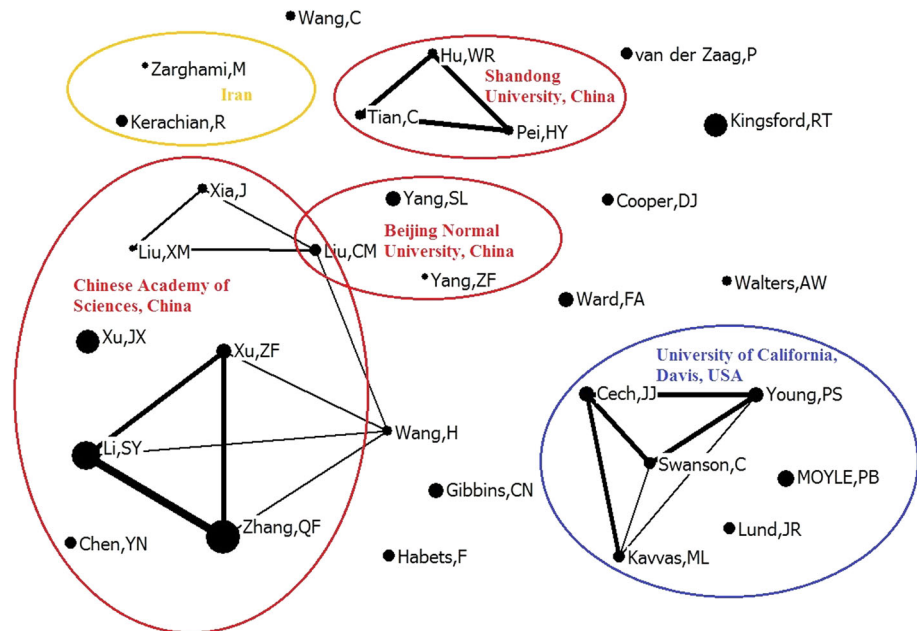 Wang,C
Zarghami,M
Iran
Kerachian,R
Hu,WR
Shandong
University, China
Tian,C
Pei,HY
van der Zaag,P
Kingsford,RT
Xia,J
Liu,XM
Liu,CM
Yang,SL
Beijing Normal
University, China
Yang,ZF
Cooper,DJ
Walters,AW
Ward,FA
Chinese Academy of
Sciences, China
Xu,JX
Xu,ZF
Li,SY
Wang,H
Zhang,QF
Chen,YN
Gibbins,CN
Habets,F
University of California,
Davis, USA
Cech,JJ
Young,PS
Swanson,C
MOYLE,PB
Lund,JR
Kavvas,ML